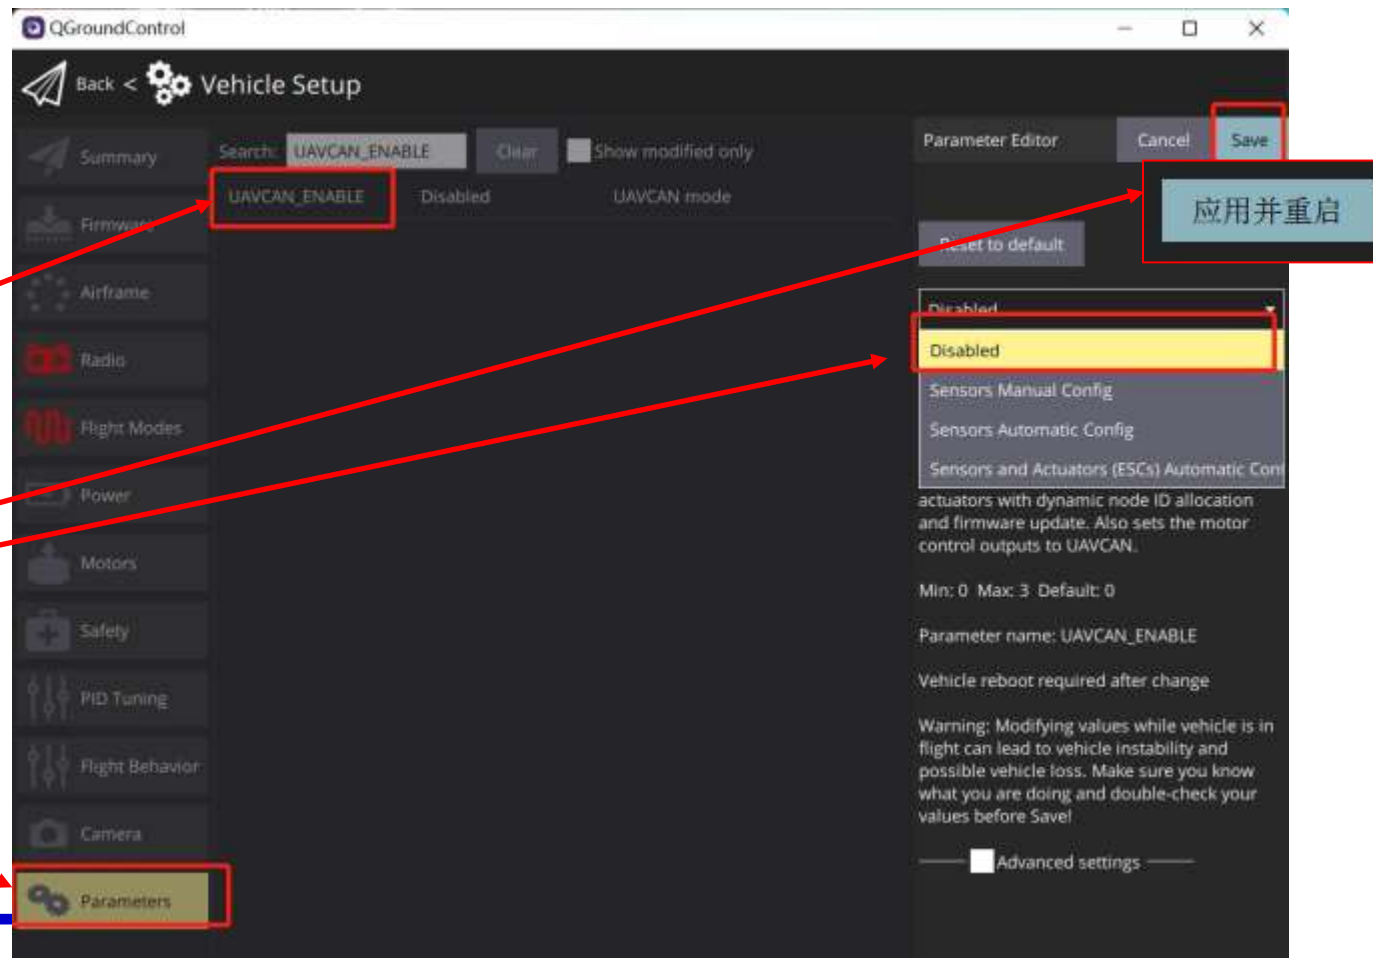 QGroundControl
Back < Vehicle Setup
Summary
Firmware
Airframe
Radio
Flight Modes
Power
Motors
Safety
PID Tuning
Flight Behavior
Camera
Parameters
Search: UAVCAN_ENABLE Clear Show modified only
UAVCAN_ENABLE Disabled UAVCAN mode
Parameter Editor Cancel Save
应用并重启
Reset to default
Disabled
Disabled
Sensors Manual Config
Sensors Automatic Config
Sensors and Actuators (ESCs) Automatic Conf
actuators with dynamic node ID allocation
and firmware update. Also sets the motor
control outputs to UAVCAN.
Min: 0 Max: 3 Default: 0
Parameter name: UAVCAN_ENABLE
Vehicle reboot required after change
Warning: Modifying values while vehicle is in
flight can lead to vehicle instability and
possible vehicle loss. Make sure you know
what you are doing and double-check your
values before Save!
Advanced settings